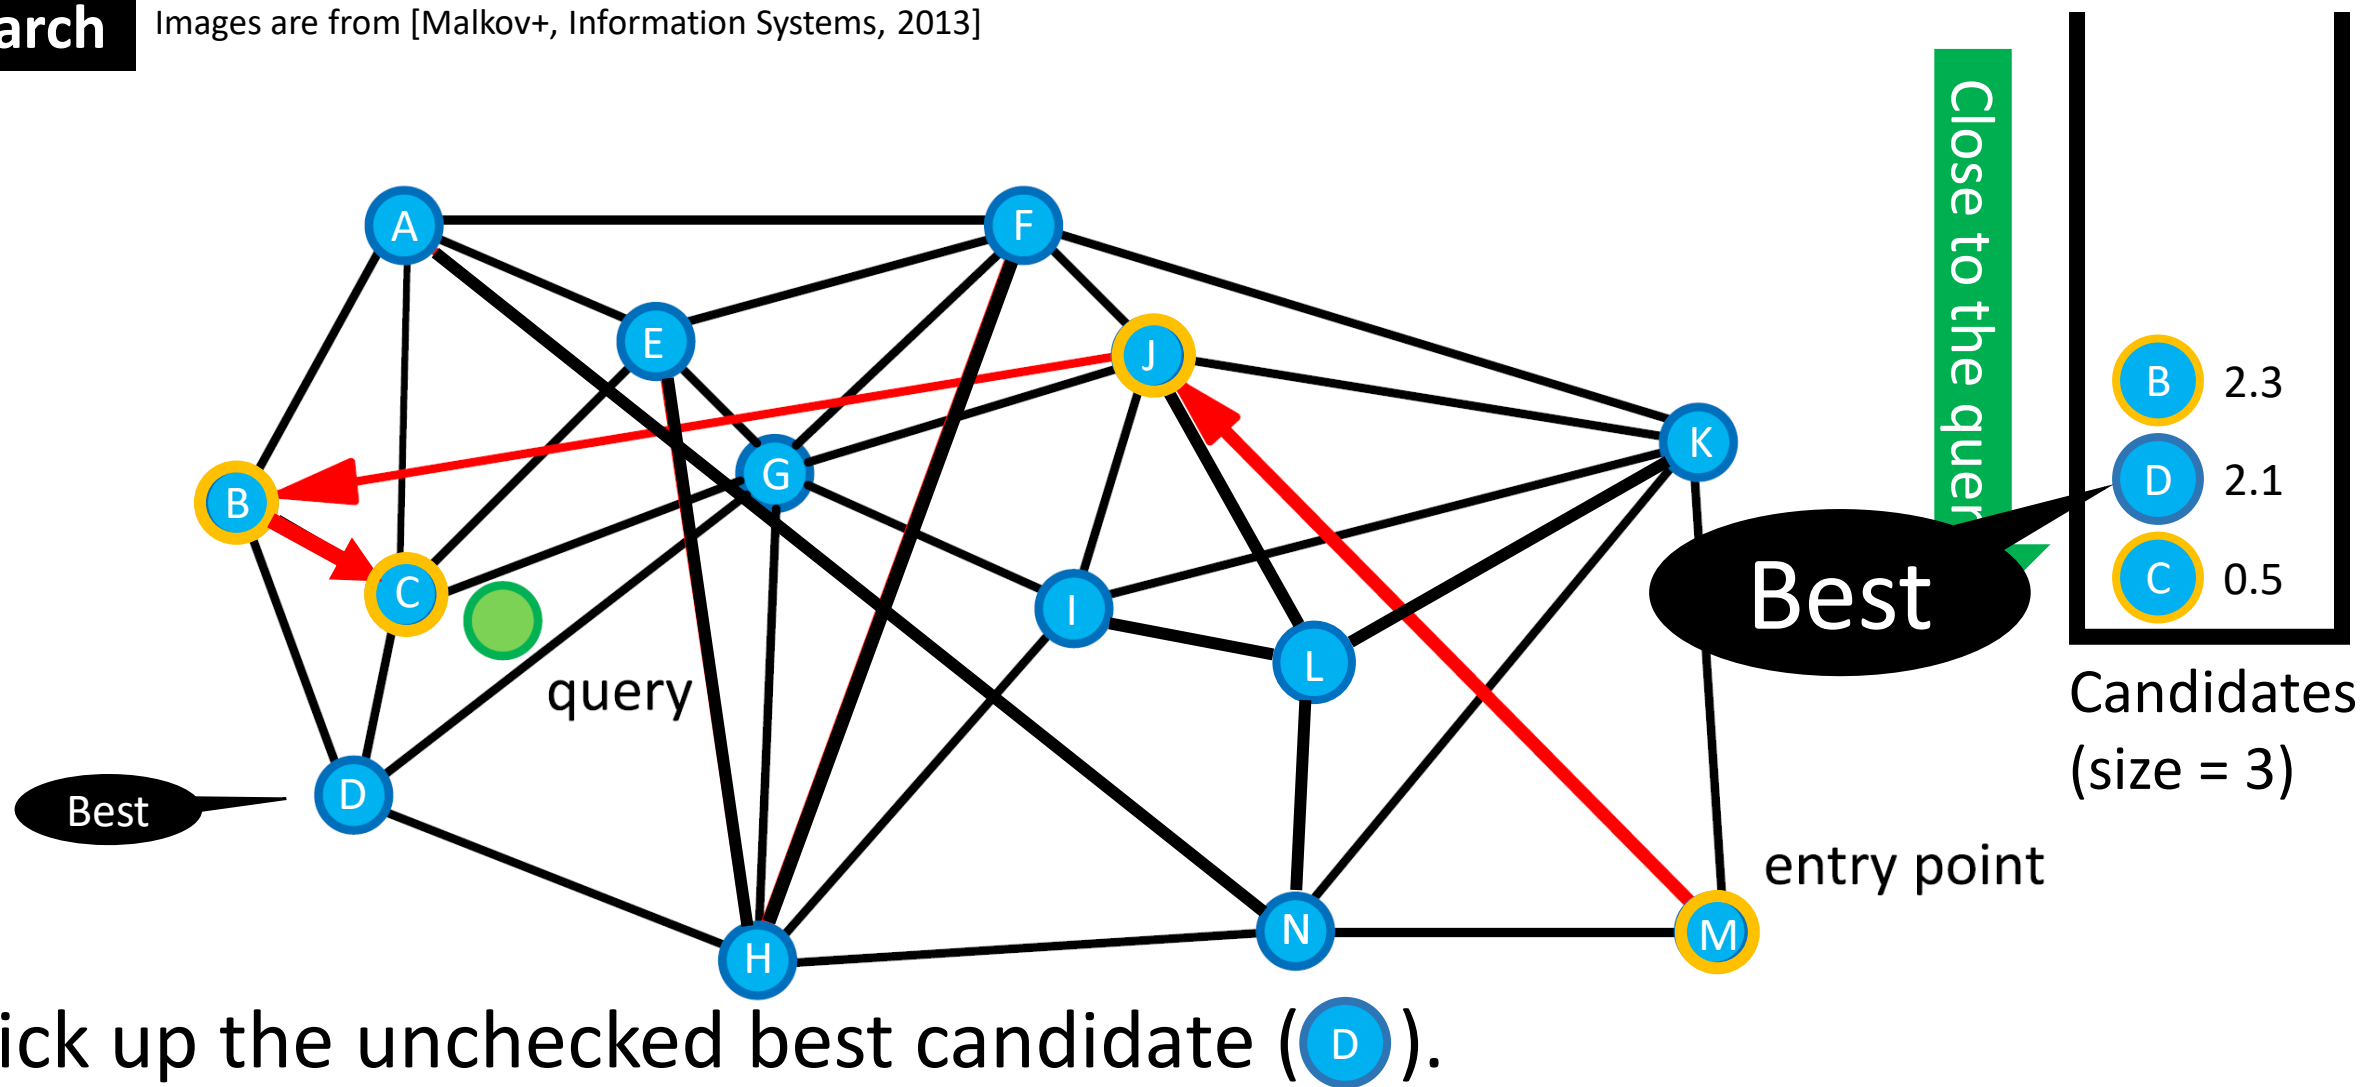 arch
Images are from [Malkov+, Information Systems, 2013]
Close to the quer
A
F
E
J
B
2.3
K
G
D
2.1
B
C
0.5
Best
C
I
L
query
Candidates
(size = 3)
D
Best
entry point
N
M
H
ick up the unchecked best candidate (D).